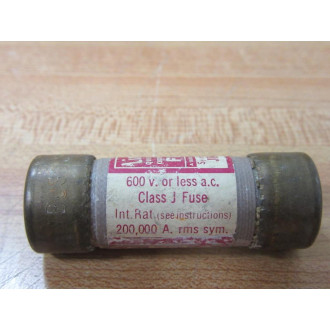 600 v. or less a.c.
Class J Fuse
Int. Rat. (see instructions)
200,000 A. rms sym.